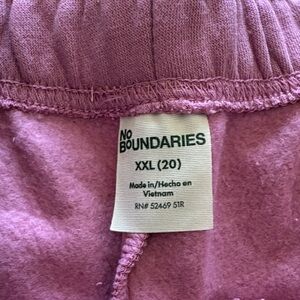 NO
BOUNDARIES
XXL (20)
Made in/Hecho en
Vietnam
RN# 52469 51R